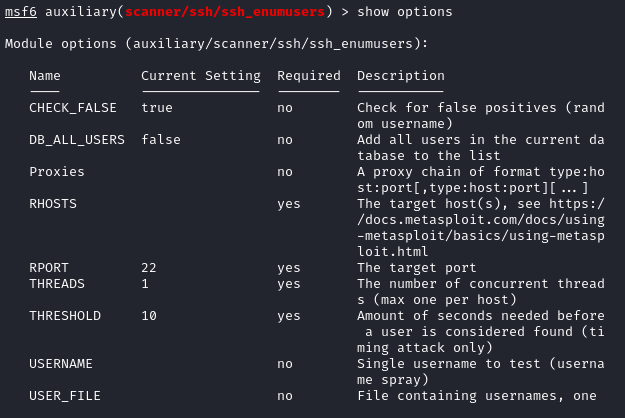 msf6 auxiliary(scanner/ssh/ssh_enumusers) > show options
Module options (auxiliary/scanner/ssh/ssh_enumusers):
Name Current Setting Required Description
CHECK_FALSE true no Check for false positives (rand
om username)
DB_ALL_USERS false no Add all users in the current da
tabase to the list
Proxies no A proxy chain of format type:ho
st:port[,type:host:port][...]
RHOSTS yes The target host(s), see https:/
/docs.metasploit.com/docs/using
-metasploit/basics/using-metasp
loit.html
RPORT 22 yes The target port
THREADS 1 yes The number of concurrent thread
s (max one per host)
THRESHOLD 10 yes Amount of seconds needed before
a user is considered found (ti
ming attack only)
USERNAME no Single username to test (userna
me spray)
USER_FILE no File containing usernames, one